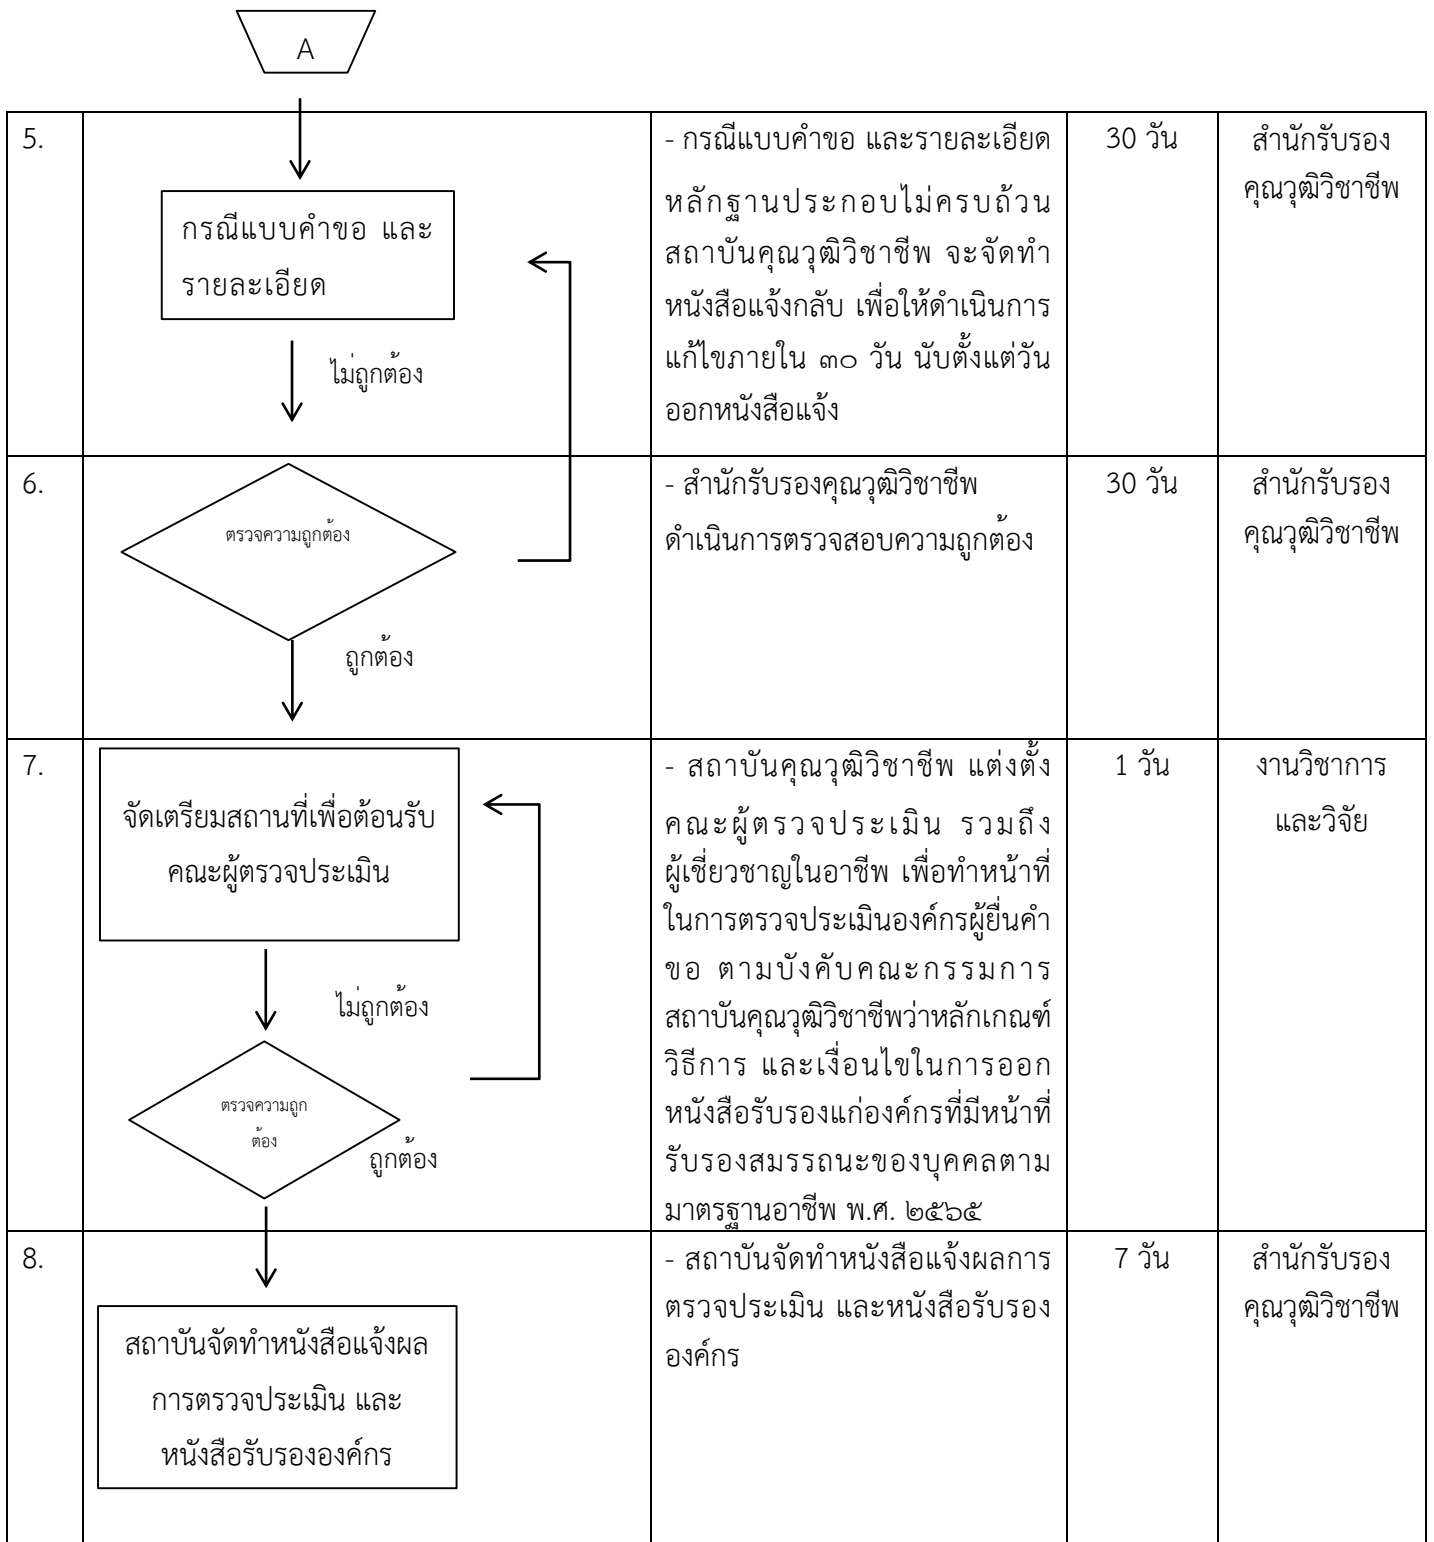 A
5.
กรณีแบบคำขอ และ
รายละเอียด
ไม่ถูกต้อง
- กรณีแบบคำขอ และรายละเอียด
หลักฐานประกอบไม่ครบถ้วน
สถาบันคุณวุฒิวิชาชีพ จะจัดทำ
หนังสือแจ้งกลับ เพื่อให้ดำเนินการ
แก้ไขภายใน ๓๐ วัน นับตั้งแต่วัน
ออกหนังสือแจ้ง
30 วัน
สำนักรับรอง
คุณวุฒิวิชาชีพ
6.
ตรวจความถูกต้อง
ถูกต้อง
- สำนักรับรองคุณวุฒิวิชาชีพ
ดำเนินการตรวจสอบความถูกต้อง
30 วัน
สำนักรับรอง
คุณวุฒิวิชาชีพ
7.
จัดเตรียมสถานที่เพื่อต้อนรับ
คณะผู้ตรวจประเมิน
ไม่ถูกต้อง
ตรวจความถูก
ต้อง
ถูกต้อง
- สถาบันคุณวุฒิวิชาชีพ แต่งตั้ง
คณะผู้ตรวจประเมิน รวมถึง
ผู้เชี่ยวชาญในอาชีพ เพื่อทำหน้าที่
ในการตรวจประเมินองค์กรผู้ยื่นคำ
ขอ ตามบังคับคณะกรรมการ
สถาบันคุณวุฒิวิชาชีพว่าหลักเกณฑ์
วิธีการ และเงื่อนไขในการออก
หนังสือรับรองแก่องค์กรที่มีหน้าที่
รับรองสมรรถนะของบุคคลตาม
มาตรฐานอาชีพ พ.ศ. ๒๕๖๕
1 วัน
งานวิชาการ
และวิจัย
8.
สถาบันจัดทำหนังสือแจ้งผล
การตรวจประเมิน และ
หนังสือรับรององค์กร
- สถาบันจัดทำหนังสือแจ้งผลการ
ตรวจประเมิน และหนังสือรับรอง
องค์กร
7 วัน
สำนักรับรอง
คุณวุฒิวิชาชีพ